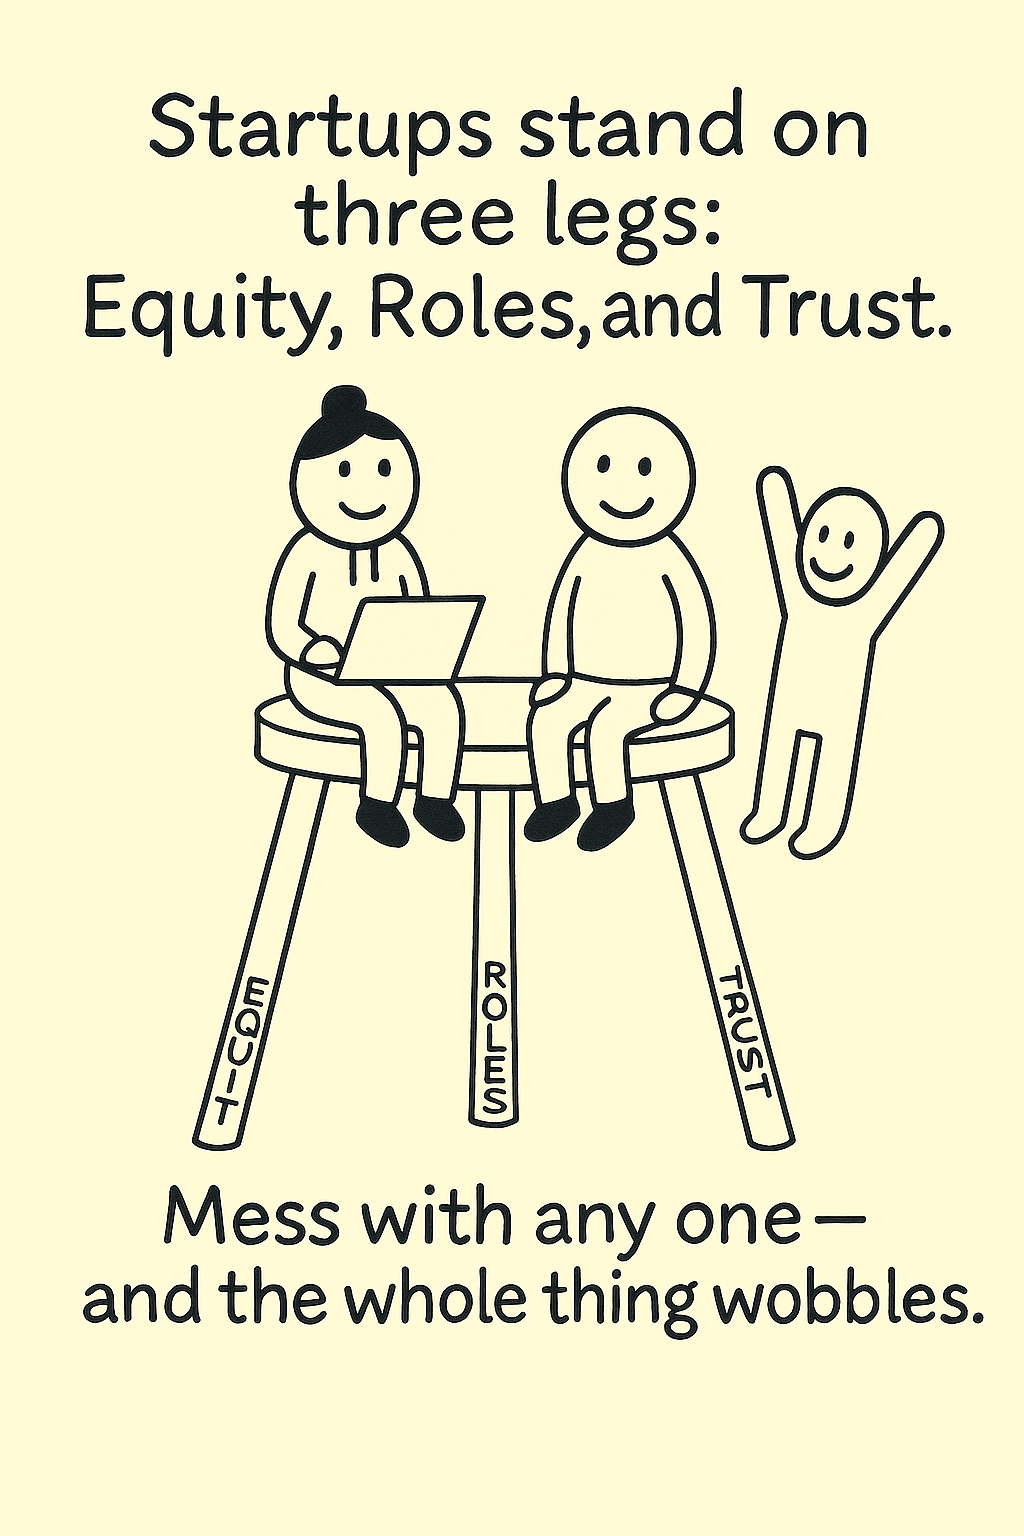 Startups stand on
three legs:
Equity, Roles, and Trust.
EQUIT
ROLES
TRUST
Mess with any one—
and the whole thing wobbles.